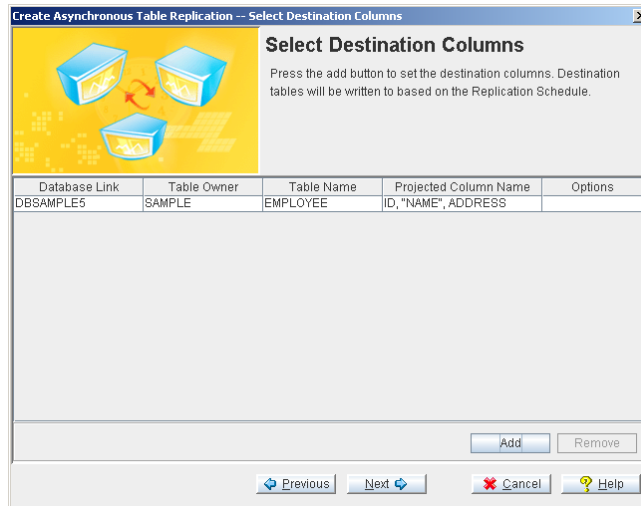 Create Asynchronous Table Replication -- Select Destination Columns
Select Destination Columns
Press the add button to set the destination columns. Destination
tables will be written to based on the Replication Schedule.
Database Link Table Owner Table Name Projected Column Name Options
DBSAMPLE5 SAMPLE EMPLOYEE ID, "NAME", ADDRESS
Add Remove
Previous Next Cancel Help